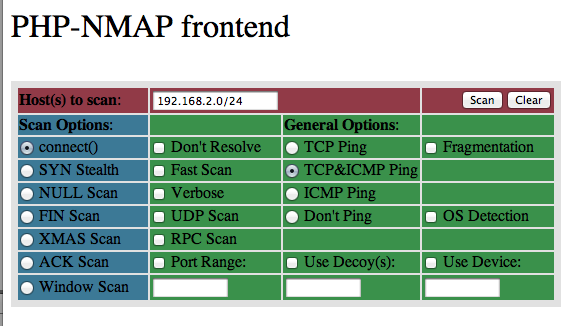 PHP-NMAP frontend
Host(s) to scan: 192.168.2.0/24 Scan Clear
Scan Options: General Options:
connect() Don't Resolve TCP Ping Fragmentation
SYN Stealth Fast Scan TCP&ICMP Ping
NULL Scan Verbose ICMP Ping
FIN Scan UDP Scan Don't Ping OS Detection
XMAS Scan RPC Scan
ACK Scan Port Range: Use Decoy(s): Use Device:
Window Scan